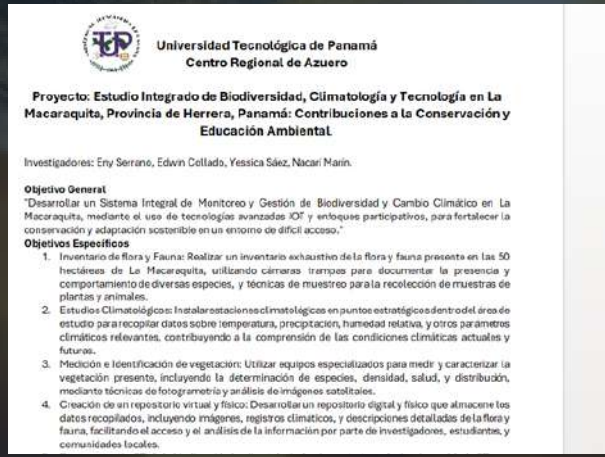 Universidad Tecnológica de Panamá
Centro Regional de Azuero
Proyecto: Estudio Integrado de Biodiversidad, Climatología y Tecnología en La
Macaraquita, Provincia de Herrera, Panamá: Contribuciones a la Conservación y
Educación Ambiental.
Investigadores: Eny Serrano, Edwin Collado, Yessica Sáez, Nacarí Marín.
Objetivo General
"Desarrollar un Sistema Integral de Monitoreo y Gestión de Biodiversidad y Cambio Climático en La
Macaraquita, mediante el uso de tecnologías avanzadas IOT y enfoques participativos, para fortalecer la
conservación y adaptación sostenible en un entorno de difícil acceso."
Objetivos Específicos
1. Inventario de flora y Fauna: Realizar un inventario exhaustivo de la flora y fauna presente en las 50
hectáreas de La Macaraquita, utilizando cámaras trampas para documentar la presencia y
comportamiento de diversas especies, y técnicas de muestreo para la recolección de muestras de
plantas y animales.
2. Estudios Climatológicos: Instalar estaciones climatológicas en puntos estratégicos dentro del área de
estudio para recopilar datos sobre temperatura, precipitación, humedad relativa, y otros parámetros
climáticos relevantes, contribuyendo a la comprensión de las condiciones climáticas actuales y
futuras.
3. Medición e Identificación de vegetación: Utilizar equipos especializados para medir y caracterizar la
vegetación presente, incluyendo la determinación de especies, densidad, salud, y distribución,
mediante técnicas de fotogrametría y análisis de imágenes satelitales.
4. Creación de un repositorio virtual y físico: Desarrollar un repositorio digital y físico que almacene los
datos recopilados, incluyendo imágenes, registros climáticos, y descripciones detalladas de la flora y
fauna, facilitando el acceso y el análisis de la información por parte de investigadores, estudiantes, y
comunidades locales.